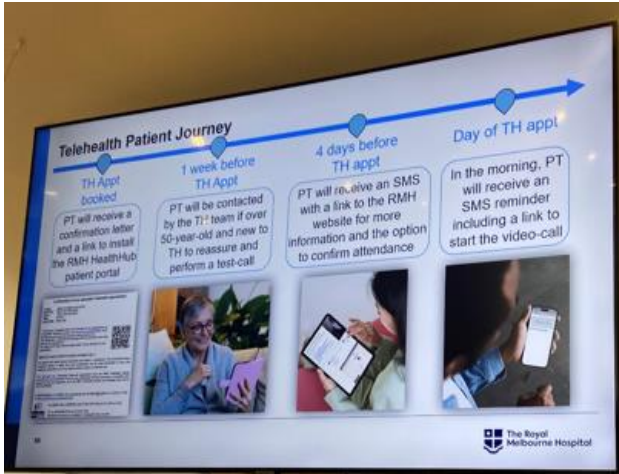 Telehealth Patient Journey
TH Appt
booked
PT will receive a
confirmation letter
and a link to install
the RMH HealthHub
patient portal
1 week before
TH Appt
PT will be contacted
by the TH team if over
50-year-old and new to
TH to reassure and
perform a test-call
4 days before
TH appt
PT will receive an SMS
with a link to the RMH
website for more
information and the option
to confirm attendance
Day of TH appt
In the morning, PT
will receive an
SMS reminder
including a link to
start the video-call
The Royal
Melbourne Hospital